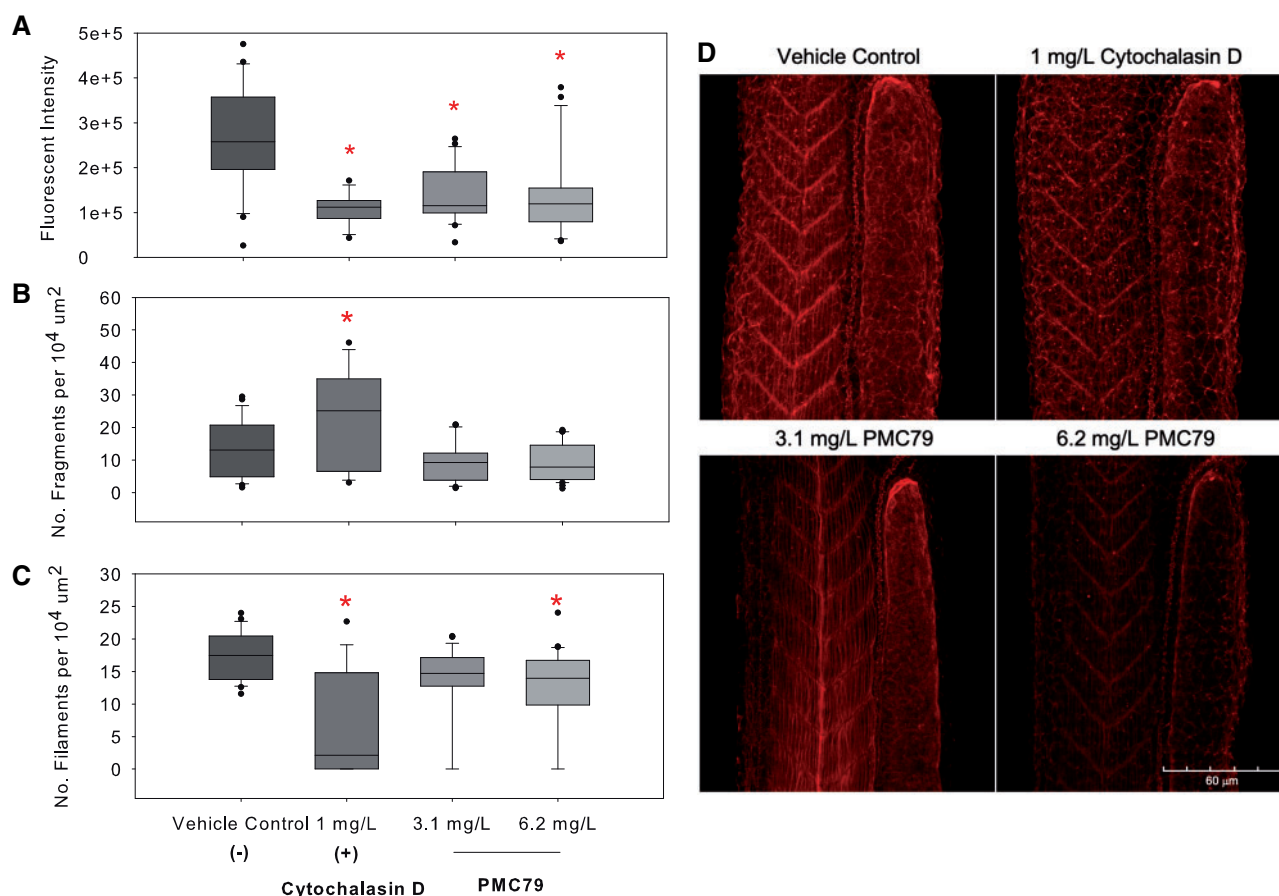 A
Fluorescent Intensity
5e+5
4e+5
3e+5
2e+5
1e+5
0
*
*
*
B
No. Fragments per 10⁴ um²
60
50
40
30
20
10
0
*
C
No. Filaments per 10⁴ um²
30
25
20
15
10
5
0
*
*
Vehicle Control 1 mg/L 3.1 mg/L 6.2 mg/L
(-) (+)
Cytochalasin D PMC79
D
Vehicle Control 1 mg/L Cytochalasin D
3.1 mg/L PMC79 6.2 mg/L PMC79
60 μm